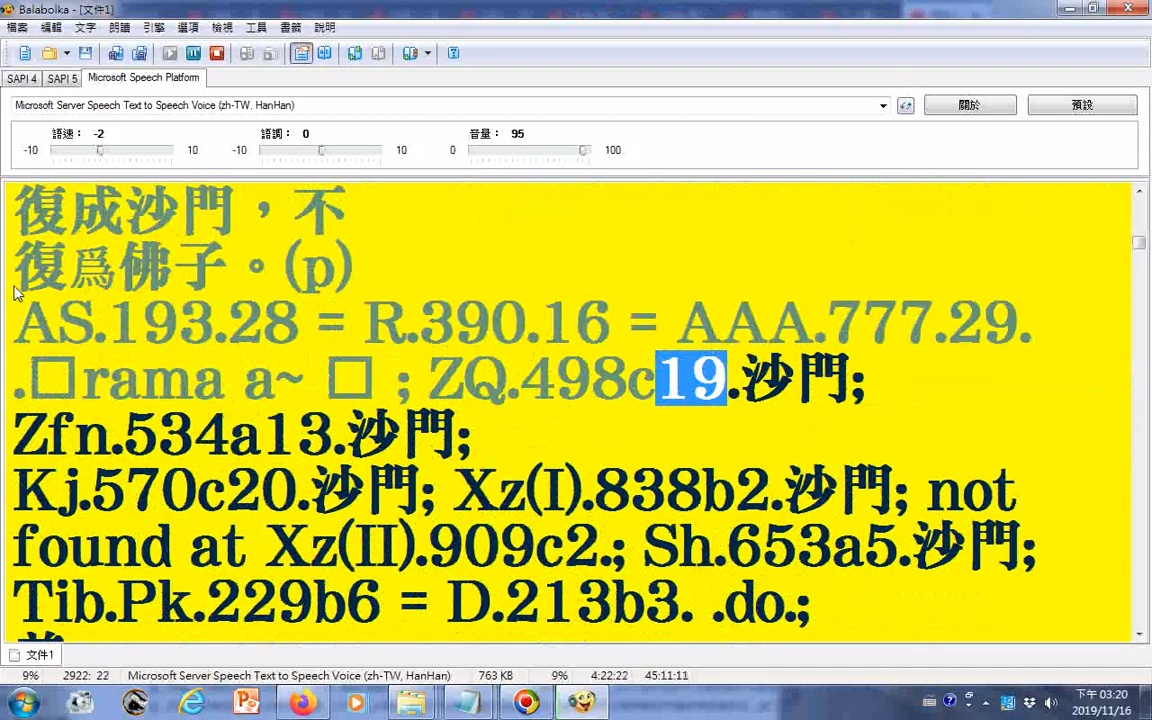 Balabolka - [文件1]
檔案 編輯 文字 朗讀 引擎 選項 檢視 工具 書籤 說明
SAPI 4 SAPI 5 Microsoft Speech Platform
Microsoft Server Speech Text to Speech Voice (zh-TW, HanHan) 關於 預設
語速： -2 語調： 0 音量： 95
-10 10 -10 10 0 100
復成沙門，不
復爲佛子。(p)
AS.193.28 = R.390.16 = AAA.777.29.
.□rama a~ □ ; ZQ.498c19.沙門;
Zfn.534a13.沙門;
Kj.570c20.沙門; Xz(I).838b2.沙門; not
found at Xz(II).909c2.; Sh.653a5.沙門;
Tib.Pk.229b6 = D.213b3. .do.;
文件1
9% 2922: 22 Microsoft Server Speech Text to Speech Voice (zh-TW, HanHan) 763 KB 9% 4:22:22 45:11:11
下午 03:20
2019/11/16